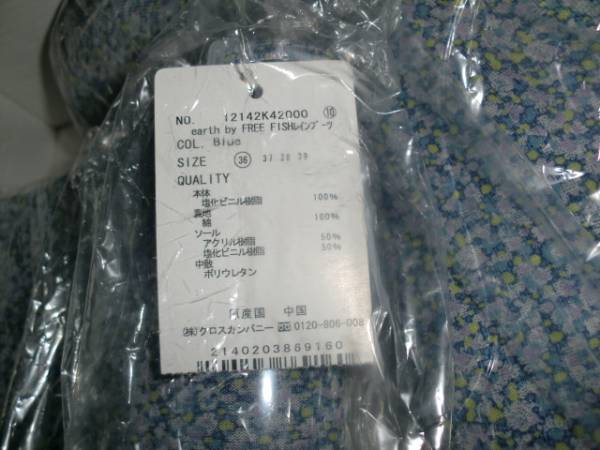 NO. 12142K42000 ⑩
earth by FREE FISHレインブーツ
COL. Blue
SIZE ㊱ 37 38 39
QUALITY
本体
塩化ビニル樹脂 100%
裏地
綿 100%
ソール
アクリル樹脂 50%
塩化ビニル樹脂 50%
中敷
ポリウレタン
原産国 中国
(株)クロスカンパニー 0120-806-008
2140203869160